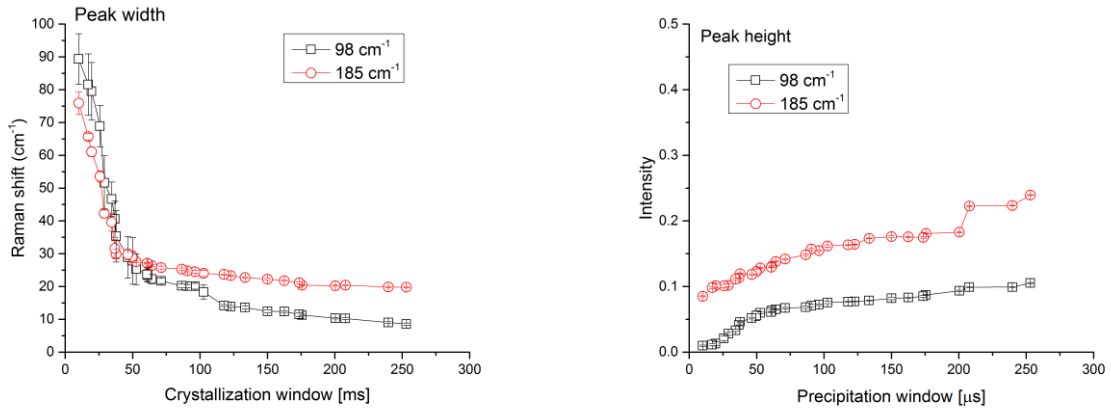 Peak width
98 cm⁻¹
185 cm⁻¹
100
90
80
70
60
50
40
30
20
10
0
Raman shift (cm⁻¹)
0 50 100 150 200 250 300
Crystallization window [ms]
Peak height
98 cm⁻¹
185 cm⁻¹
0.5
0.4
0.3
0.2
0.1
0.0
Intensity
0 50 100 150 200 250 300
Precipitation window [μs]